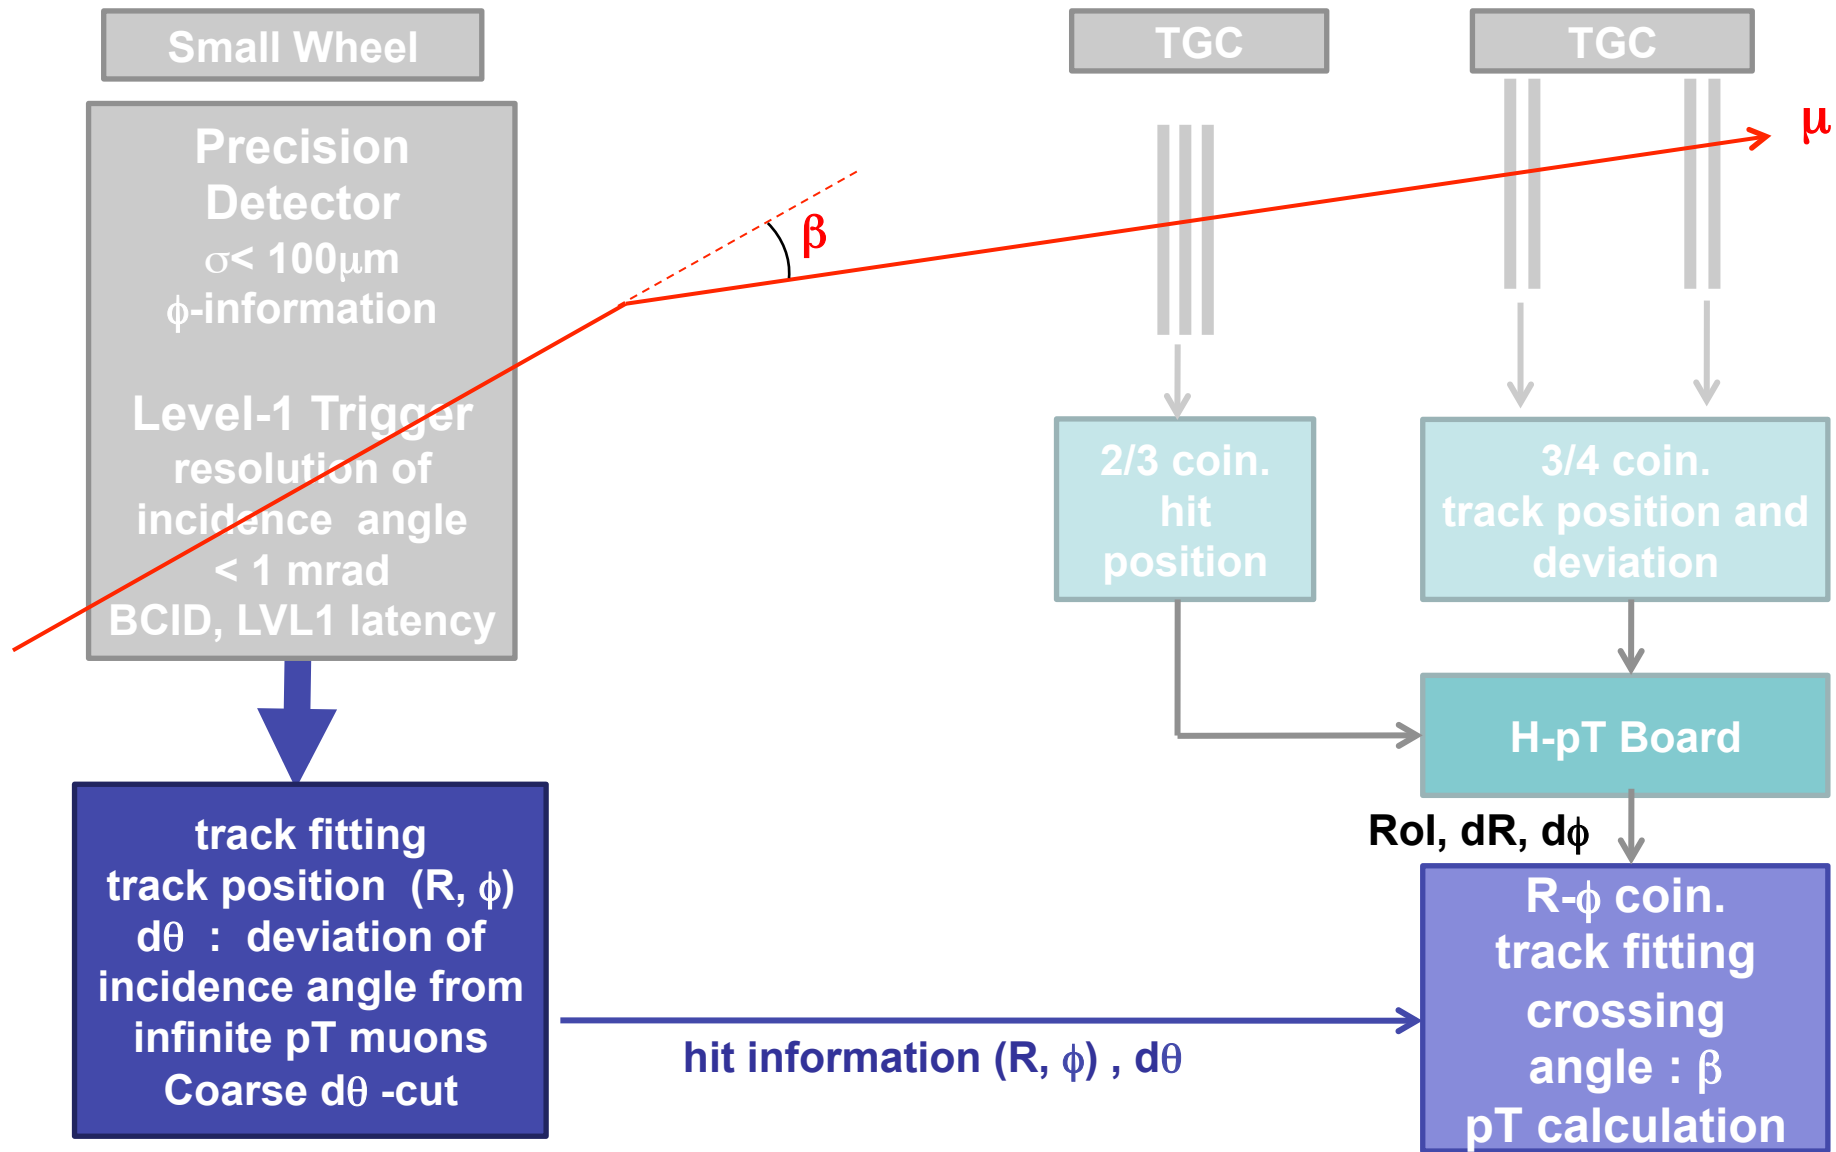 Small Wheel
TGC
TGC
Precision
Detector
σ< 100μm
ϕ-information
Level-1 Trigger
resolution of
incidence angle
< 1 mrad
BCID, LVL1 latency
β
μ
2/3 coin.
hit
position
3/4 coin.
track position and
deviation
H-pT Board
RoI, dR, dϕ
track fitting
track position (R, ϕ)
dθ : deviation of
incidence angle from
infinite pT muons
Coarse dθ -cut
hit information (R, ϕ) , dθ
R-ϕ coin.
track fitting
crossing
angle : β
pT calculation